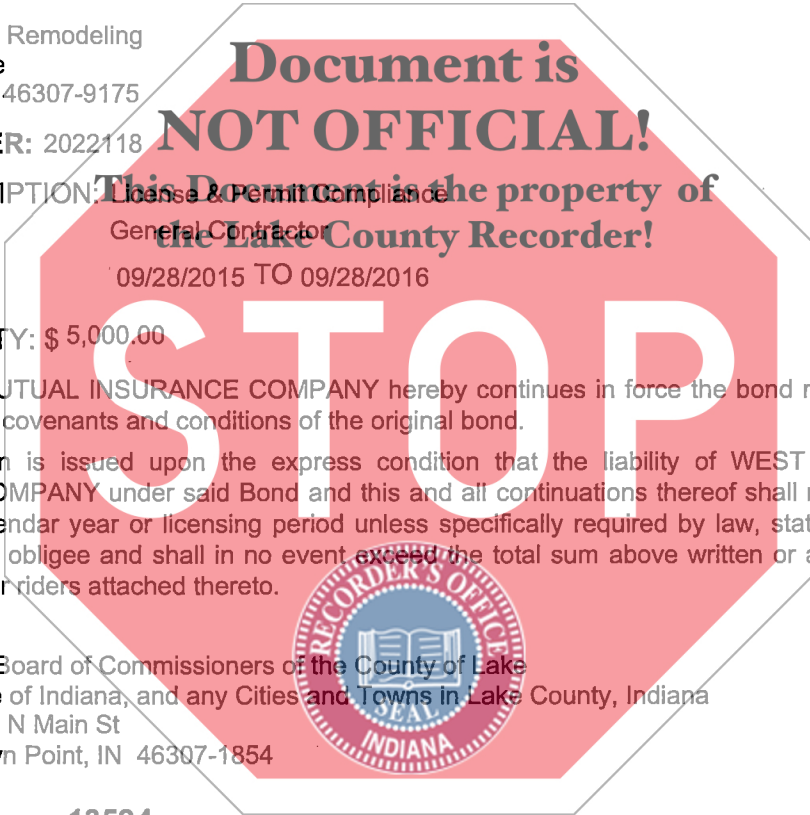 Remodeling
e
46307-9175
ER: 2022118
IPTION: License & Permit Compliance
General Contractor
09/28/2015 TO 09/28/2016
TY: $ 5,000.00
UTUAL INSURANCE COMPANY hereby continues in force the bond
covenants and conditions of the original bond.
n is issued upon the express condition that the liability of WEST
OMPANY under said Bond and this and all continuations thereof shall
endar year or licensing period unless specifically required by law, stat
obligee and shall in no event exceed the total sum above written or a
r riders attached thereto.
Board of Commissioners of the County of Lake
e of Indiana, and any Cities and Towns in Lake County, Indiana
N Main St
n Point, IN 46307-1854
Document is
NOT OFFICIAL!
This Document is the property of
the Lake County Recorder!
STOP
RECORDER'S OFFICE
SEAL
INDIANA